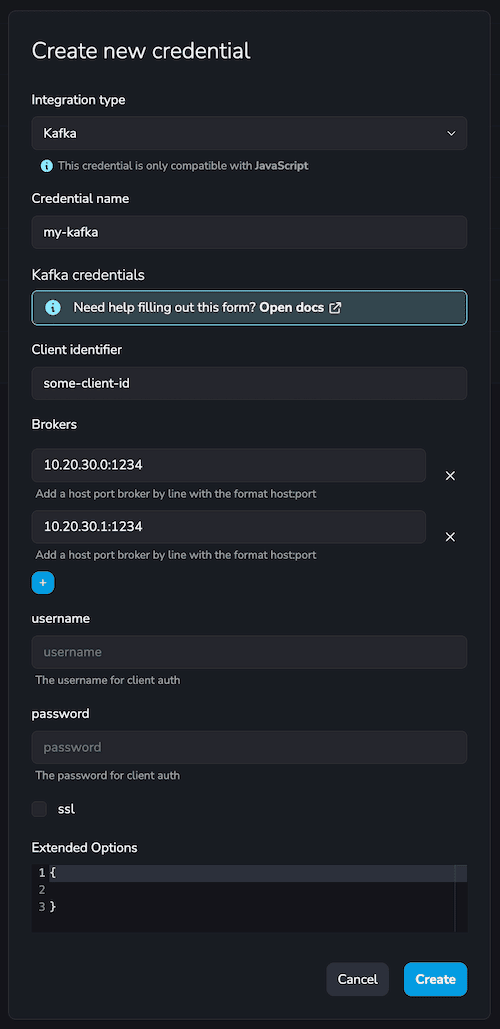 Create new credential
Integration type
Kafka
This credential is only compatible with JavaScript
Credential name
my-kafka
Kafka credentials
Need help filling out this form? Open docs
Client identifier
some-client-id
Brokers
10.20.30.0:1234
Add a host port broker by line with the format host:port
10.20.30.1:1234
Add a host port broker by line with the format host:port
+
username
username
The username for client auth
password
password
The password for client auth
ssl
Extended Options
1 {
2
3 }
Cancel Create